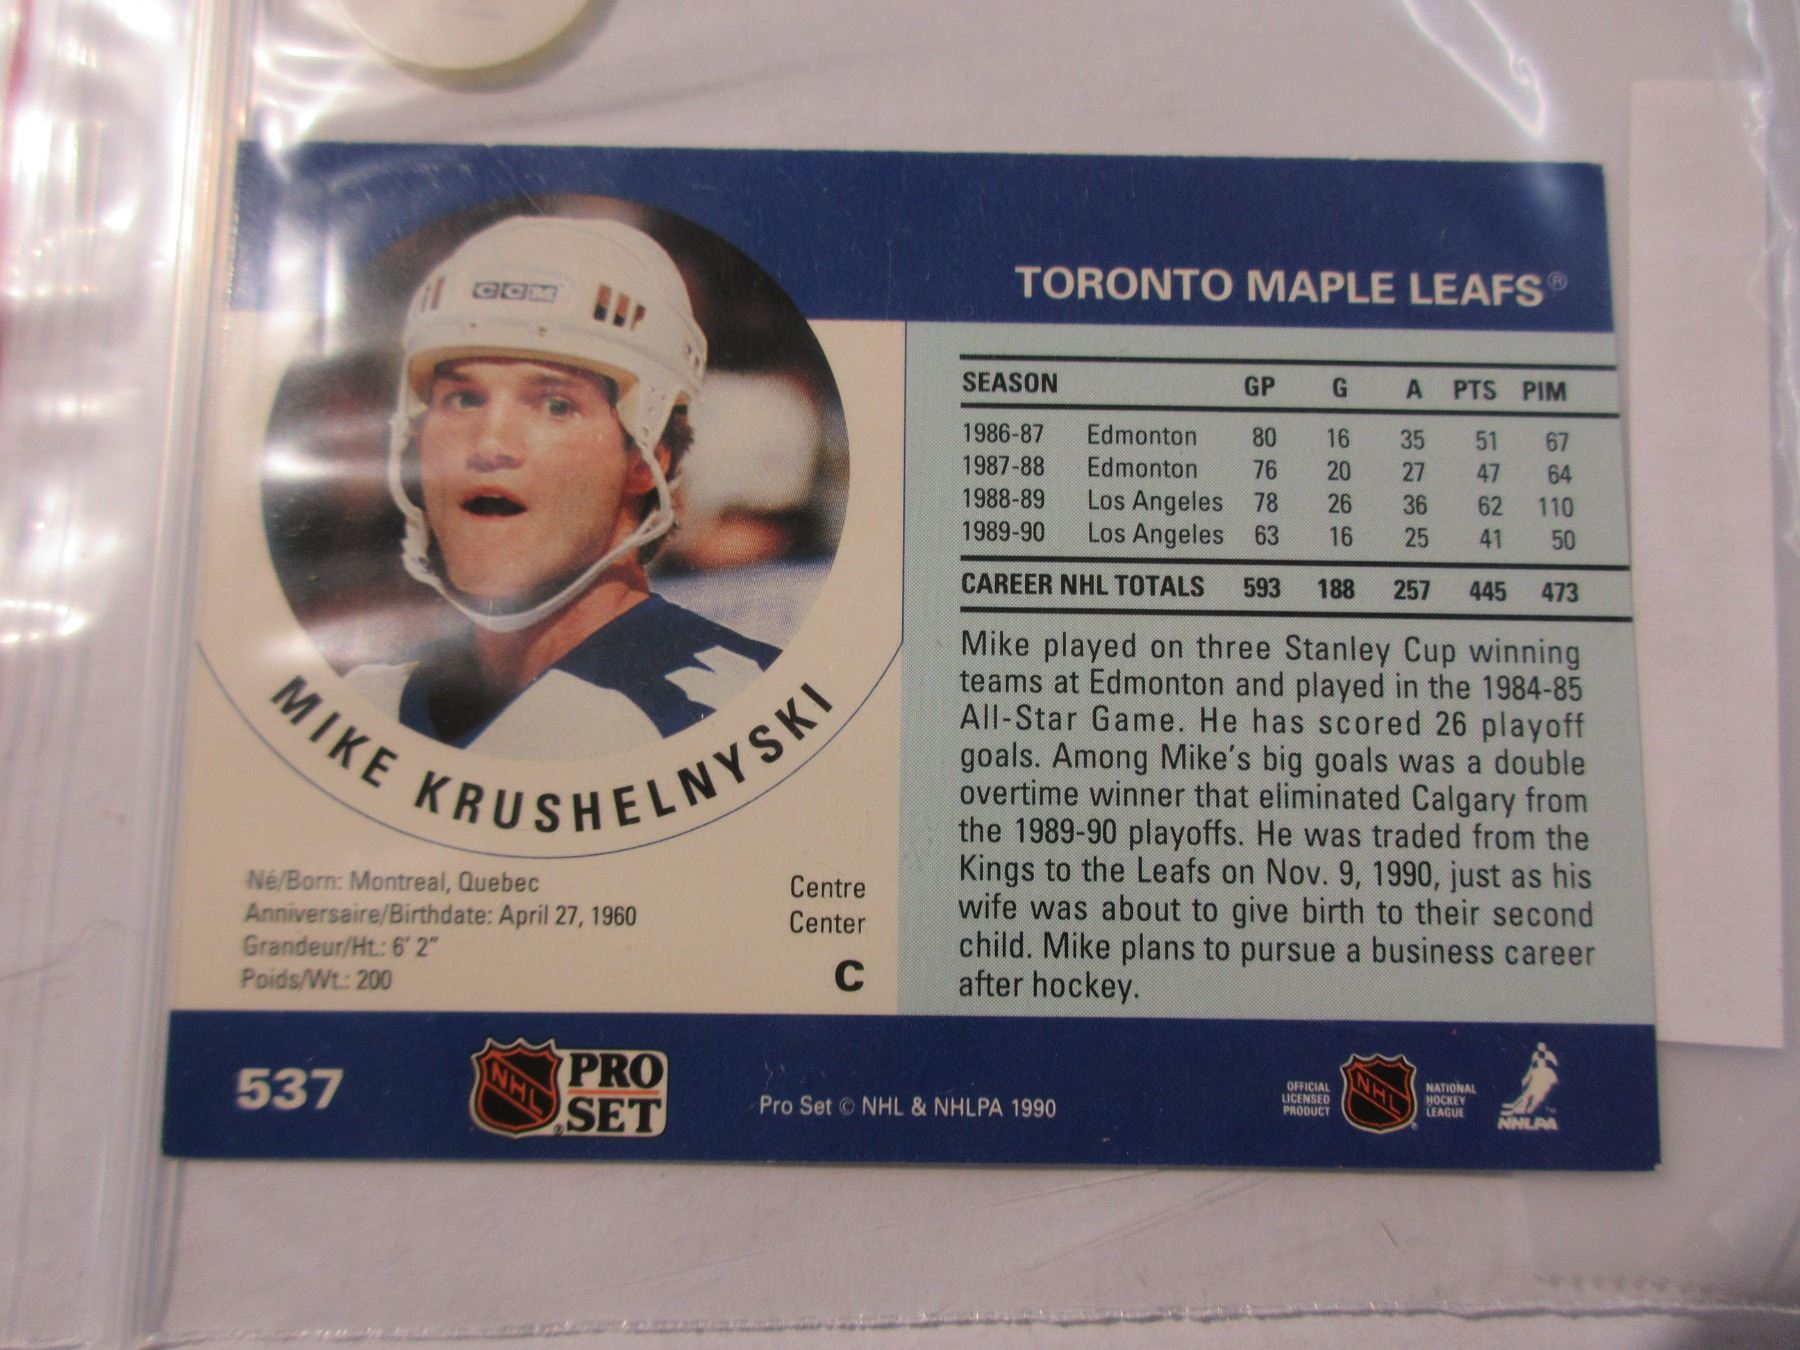 CCM
TORONTO MAPLE LEAFS®
SEASON GP G A PTS PIM
1986-87 Edmonton 80 16 35 51 67
1987-88 Edmonton 76 20 27 47 64
1988-89 Los Angeles 78 26 36 62 110
1989-90 Los Angeles 63 16 25 41 50
CAREER NHL TOTALS 593 188 257 445 473
Mike played on three Stanley Cup winning
teams at Edmonton and played in the 1984-85
All-Star Game. He has scored 26 playoff
goals. Among Mike's big goals was a double
overtime winner that eliminated Calgary from
the 1989-90 playoffs. He was traded from the
Kings to the Leafs on Nov. 9, 1990, just as his
wife was about to give birth to their second
child. Mike plans to pursue a business career
after hockey.
MIKE KRUSHELNYSKI
Né/Born: Montreal, Quebec
Anniversaire/Birthdate: April 27, 1960
Grandeur/Ht.: 6' 2"
Poids/Wt.: 200
Centre
Center
C
537
NHL
PRO
SET
®
Pro Set © NHL & NHLPA 1990
OFFICIAL
LICENSED
PRODUCT
NHL
®
NATIONAL
HOCKEY
LEAGUE
NHLPA
™